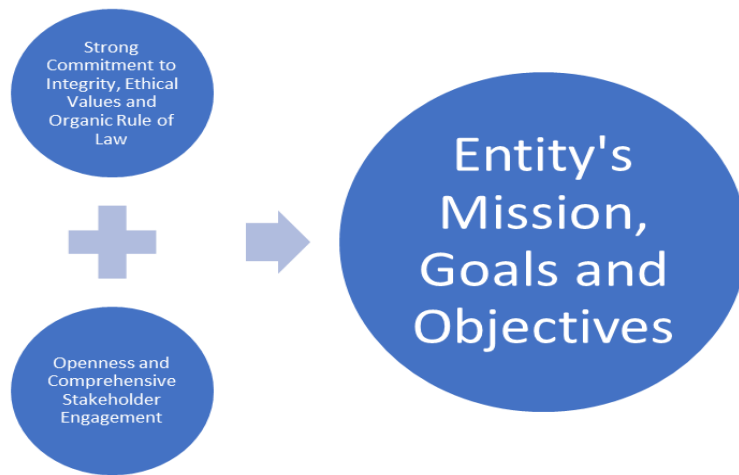 Strong
Commitment to
Integrity, Ethical
Values and
Organic Rule of
Law
Openness and
Comprehensive
Stakeholder
Engagement
Entity's
Mission,
Goals and
Objectives